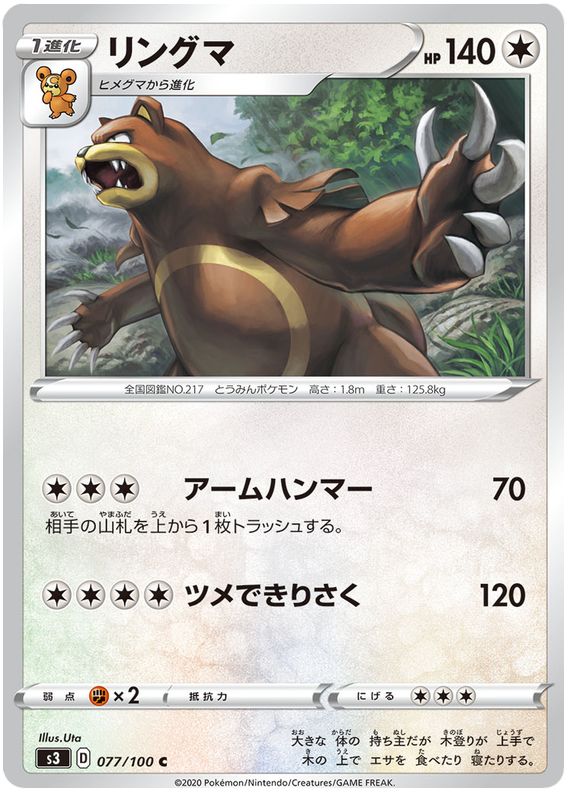 1進化 リングマ HP140
ヒメグマから進化
全国図鑑NO.217 とうみんポケモン 高さ:1.8m 重さ:125.8kg
アームハンマー 70
相手の山札を上から1枚トラッシュする。
ツメできりさく 120
弱点 ×2 抵抗力 にげる
Illus.Uta
S3 D 077/100 C
大きな 体の 持ち主だが 木登りが 上手で
木の 上で エサを 食べたり 寝たりする。
©2020 Pokémon/Nintendo/Creatures/GAME FREAK.